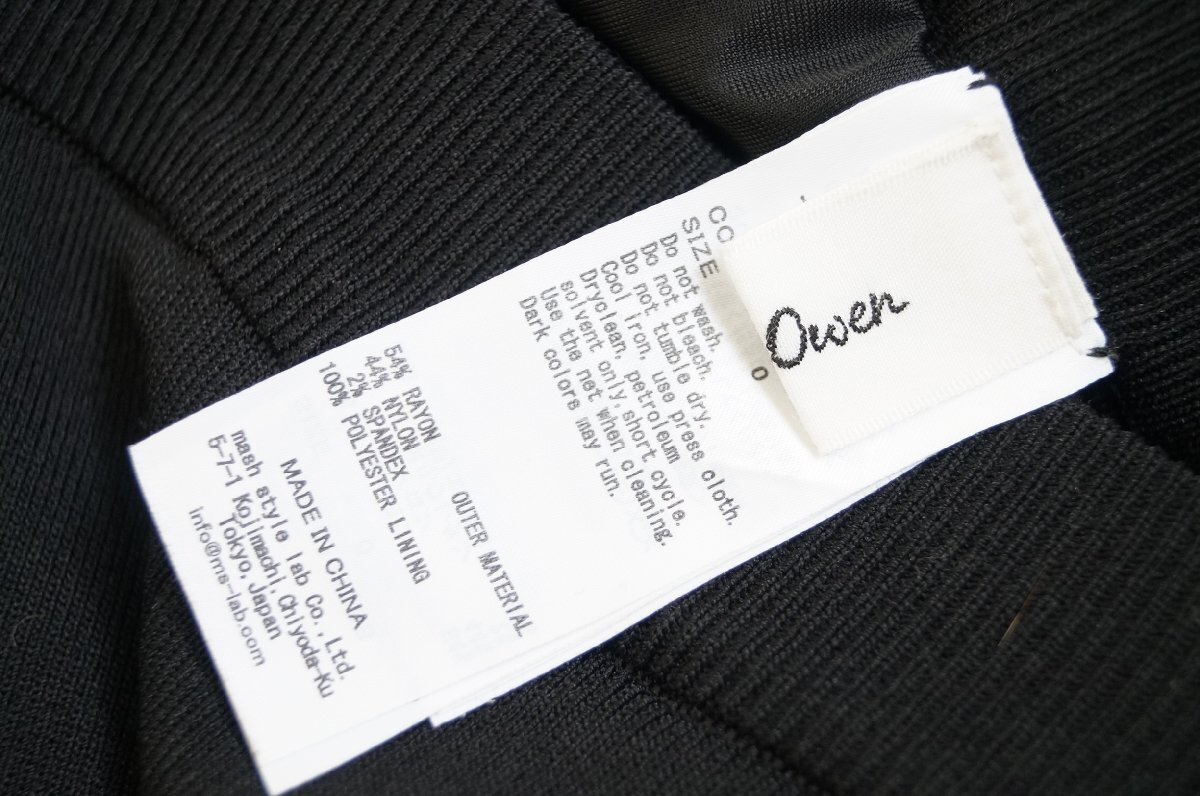 Owen
CO
SIZE
0
Do not wash.
Do not bleach.
Do not tumble dry.
Cool iron, use press cloth.
Dryclean, petroleum
solvent only, short cycle.
Use the net when cleaning.
Dark colors may run.
OUTER MATERIAL
54% RAYON
44% NYLON
2% SPANDEX
100% POLYESTER LINING
MADE IN CHINA
mash style lab Co., Ltd.
5-7-1 Kojimachi, Chiyoda-Ku
Tokyo, Japan
info@ms-lab.com